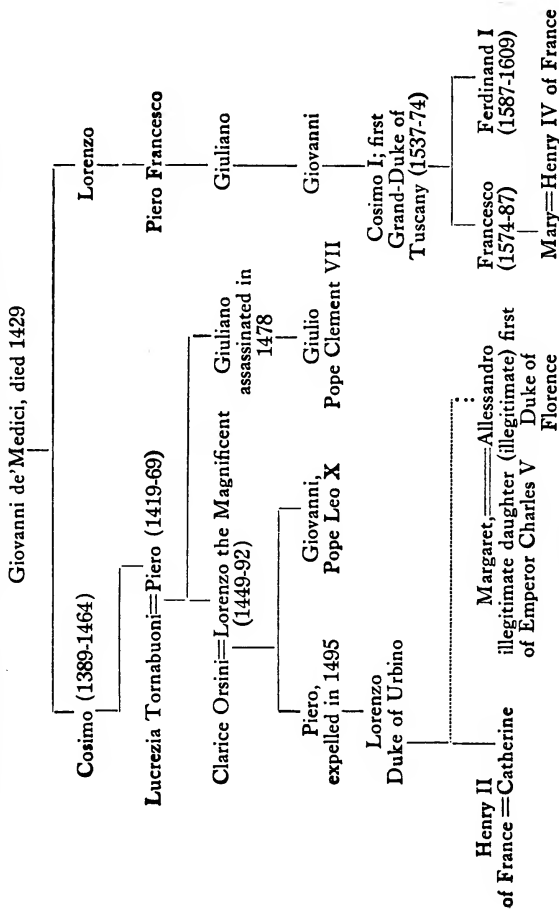 Giovanni de'Medici, died 1429
Cosimo (1389-1464)
Lorenzo
Lucrezia Tornabuoni=Piero (1419-69)
Piero Francesco
Clarice Orsini=Lorenzo the Magnificent
(1449-92)
Giuliano
assassinated in
1478
Giuliano
Piero,
expelled in 1495
Giovanni,
Pope Leo X
Giulio
Pope Clement VII
Giovanni
Lorenzo
Duke of Urbino
Cosimo I; first
Grand-Duke of
Tuscany (1537-74)
Henry II
of France=Catherine
Margaret,=Allessandro
illegitimate daughter (illegitimate) first
of Emperor Charles V Duke of
Florence
Francesco
(1574-87)
Ferdinand I
(1587-1609)
Mary=Henry IV of France